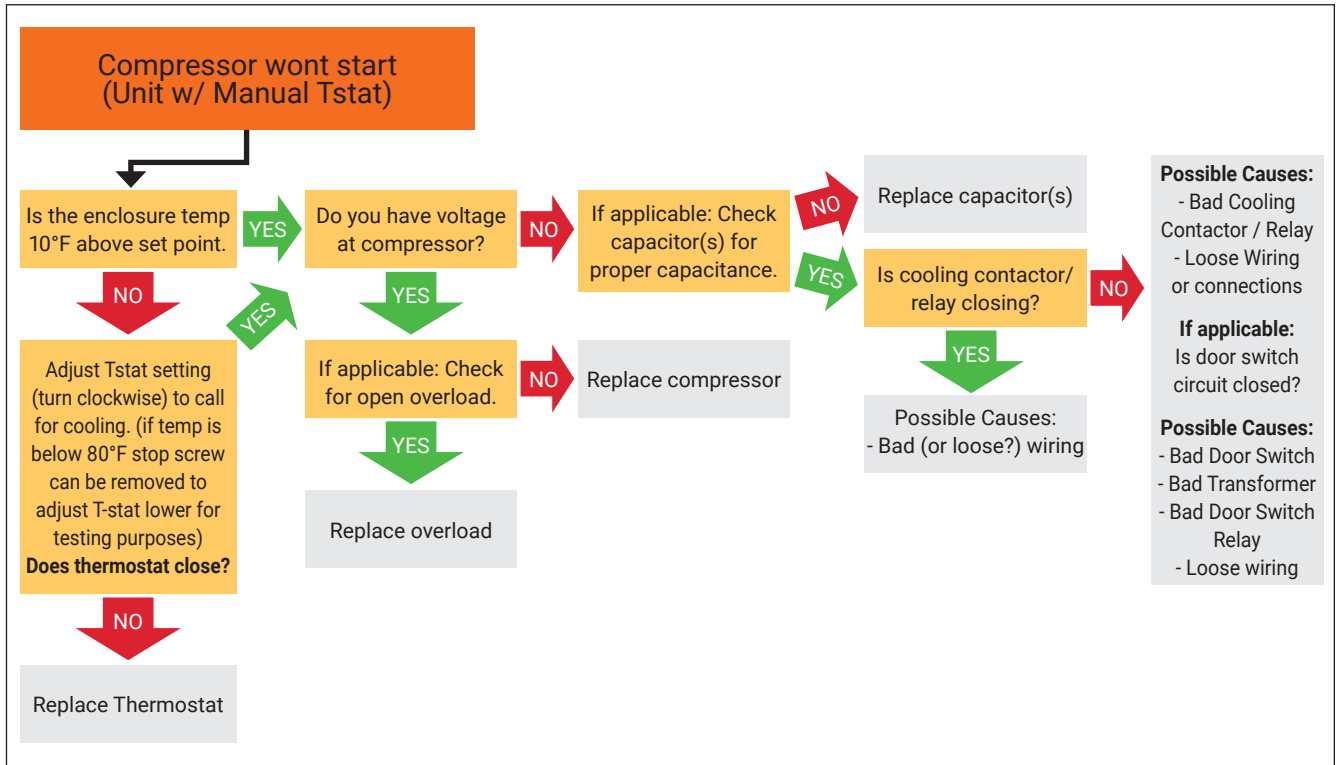 Compressor wont start
(Unit w/ Manual Tstat)
Is the enclosure temp
10°F above set point.
YES
NO
Do you have voltage
at compressor?
NO
YES
If applicable: Check
capacitor(s) for
proper capacitance.
NO
YES
Replace capacitor(s)
Is cooling contactor/
relay closing?
NO
YES
Possible Causes:
- Bad (or loose?) wiring
Possible Causes:
- Bad Cooling
Contactor / Relay
- Loose Wiring
or connections
If applicable:
Is door switch
circuit closed?
Possible Causes:
- Bad Door Switch
- Bad Transformer
- Bad Door Switch
Relay
- Loose wiring
Adjust Tstat setting
(turn clockwise) to call
for cooling. (if temp is
below 80°F stop screw
can be removed to
adjust T-stat lower for
testing purposes)
Does thermostat close?
YES
NO
Replace Thermostat
If applicable: Check
for open overload.
NO
YES
Replace compressor
Replace overload